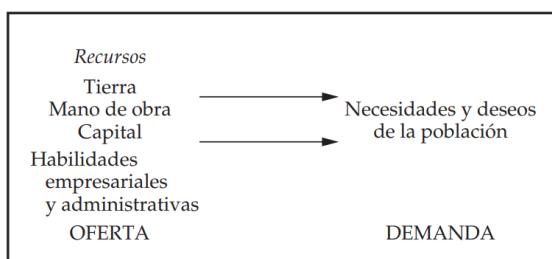 Recursos
Tierra
Mano de obra
Capital
Habilidades
empresariales
y administrativas
OFERTA
Necesidades y deseos
de la población
DEMANDA